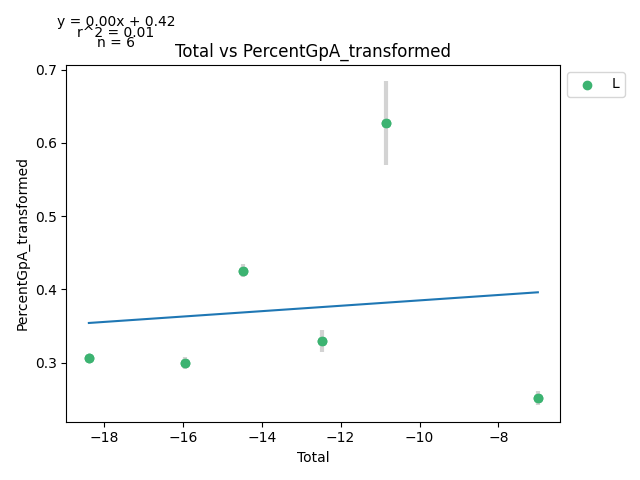 y = 0.00x + 0.42
r^2 = 0.01
n = 6
Total vs PercentGpA_transformed
L
PercentGpA_transformed
0.7
0.6
0.5
0.4
0.3
−18
−16
−14
−12
−10
−8
Total